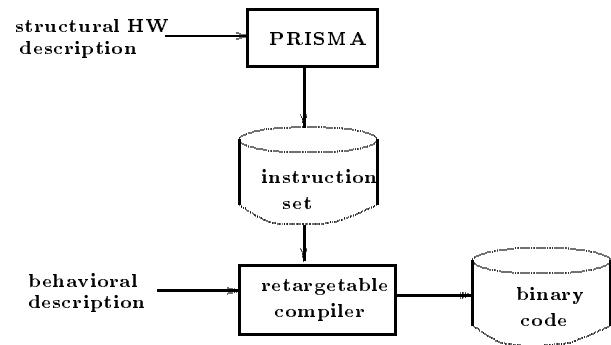 structural HW
description
PRISMA
instruction
set
behavioral
description
retargetable
compiler
binary
code